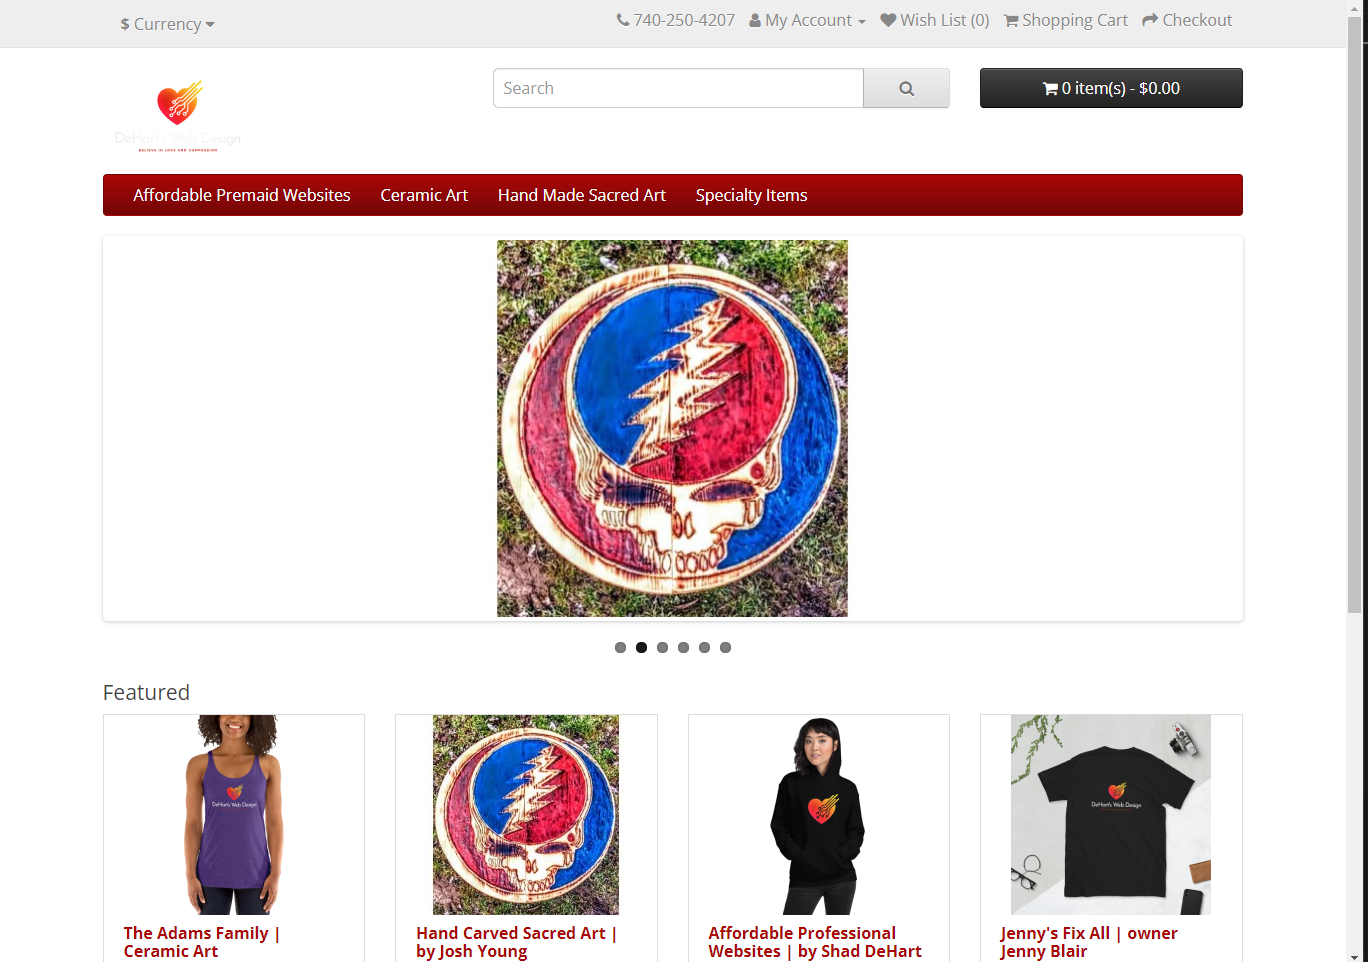 $ Currency
740-250-4207 My Account Wish List (0) Shopping Cart Checkout
DeHart's Web Design
BELIEVE IN LOVE AND COMPASSION
Search
0 item(s) - $0.00
Affordable Premaid Websites Ceramic Art Hand Made Sacred Art Specialty Items
Featured
DeHart's Web Design
DeHart's Web Design
The Adams Family |
Ceramic Art
Hand Carved Sacred Art |
by Josh Young
Affordable Professional
Websites | by Shad DeHart
Jenny's Fix All | owner
Jenny Blair